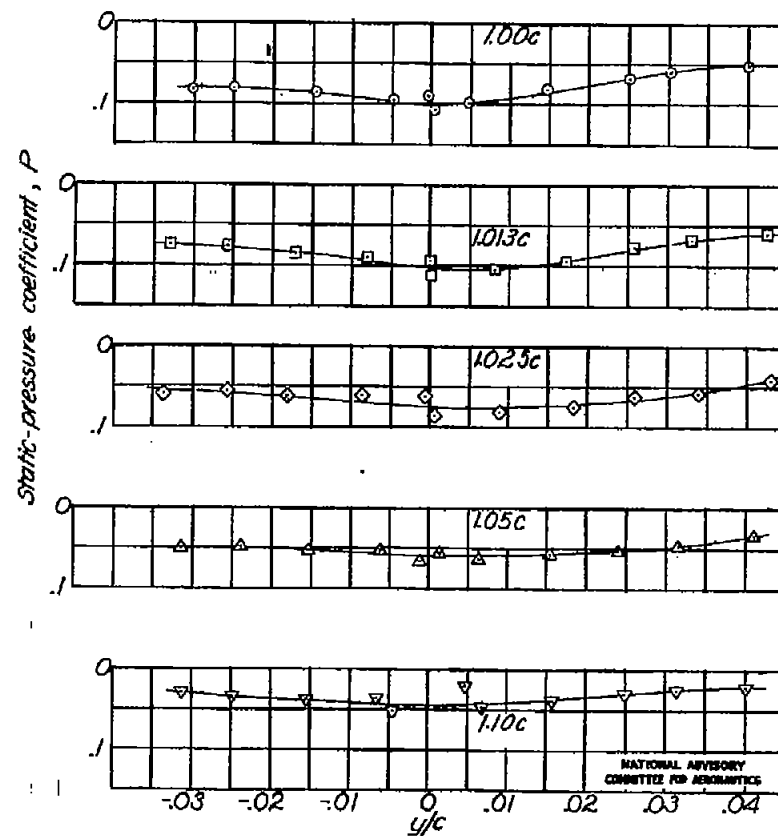 Static-pressure coefficient, P
0
1.00c
.1
0
1.013c
.1
0
1.025c
.1
0
1.05c
.1
0
1.10c
.1
NATIONAL ADVISORY
COMMITTEE FOR AERONAUTICS
-.03 -.02 -.01 0 .01 .02 .03 .04
y/c